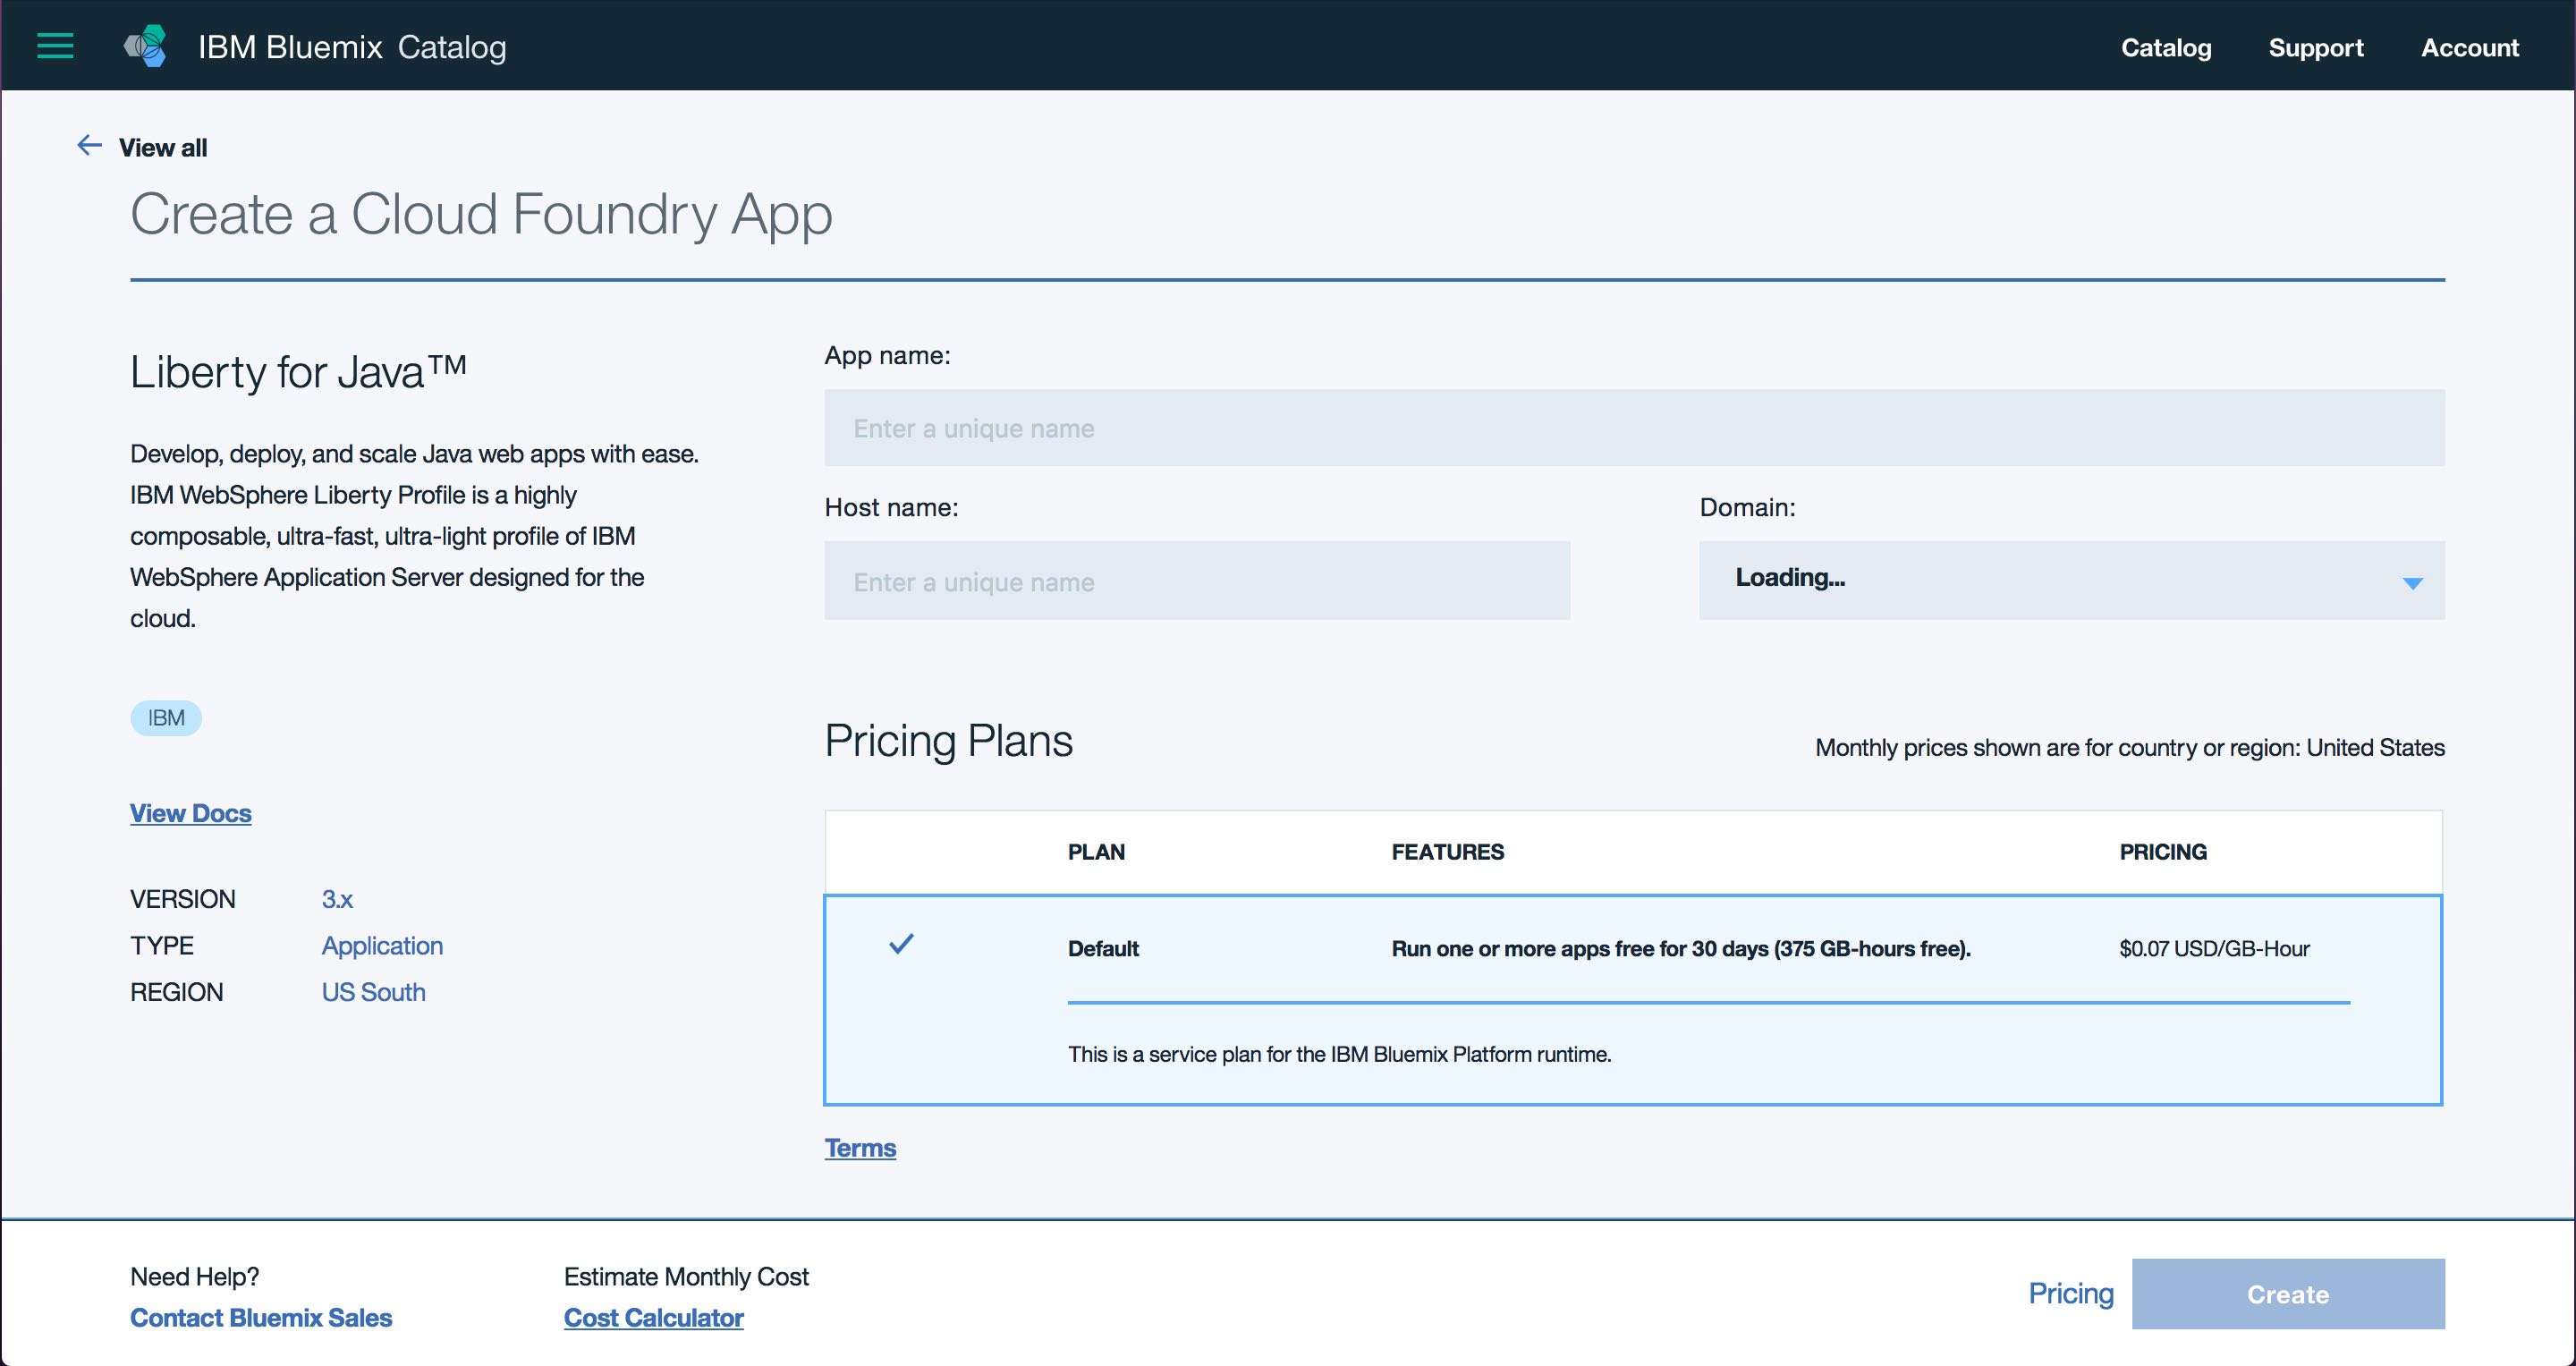 IBM Bluemix Catalog
Catalog Support Account
View all
Create a Cloud Foundry App
Liberty for Java™
Develop, deploy, and scale Java web apps with ease.
IBM WebSphere Liberty Profile is a highly
composable, ultra-fast, ultra-light profile of IBM
WebSphere Application Server designed for the
cloud.
IBM
View Docs
VERSION 3.x
TYPE Application
REGION US South
App name:
Enter a unique name
Host name:
Enter a unique name
Domain:
Loading...
Pricing Plans
Monthly prices shown are for country or region: United States
PLAN FEATURES PRICING
Default Run one or more apps free for 30 days (375 GB-hours free). $0.07 USD/GB-Hour
This is a service plan for the IBM Bluemix Platform runtime.
Terms
Need Help?
Contact Bluemix Sales
Estimate Monthly Cost
Cost Calculator
Pricing
Create